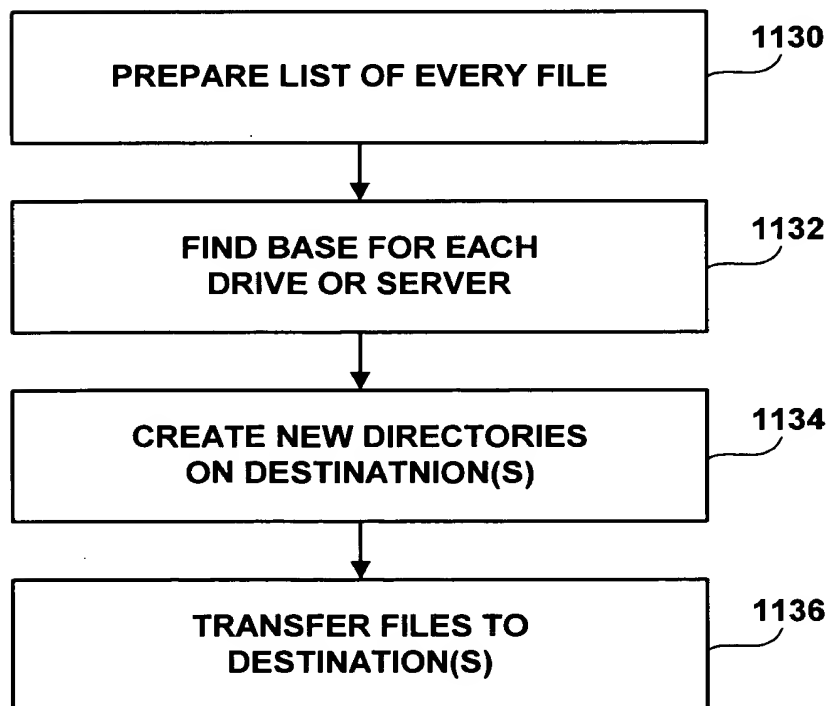 1130
PREPARE LIST OF EVERY FILE
1132
FIND BASE FOR EACH
DRIVE OR SERVER
1134
CREATE NEW DIRECTORIES
ON DESTINATNION(S)
1136
TRANSFER FILES TO
DESTINATION(S)